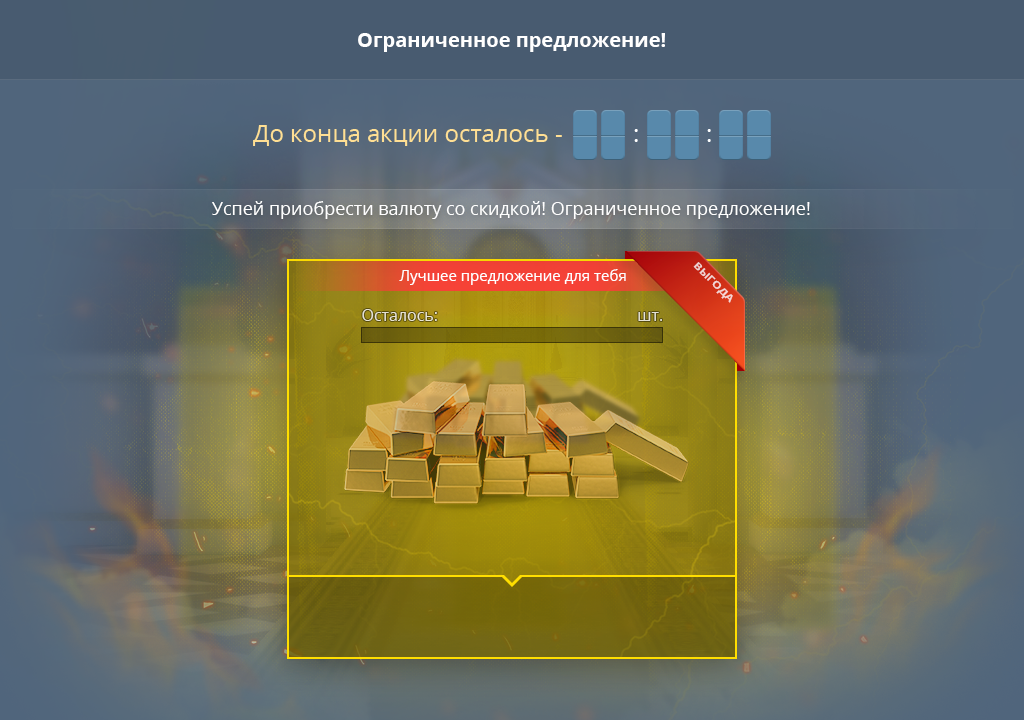 Ограниченное предложение!
До конца акции осталось - : :
Успей приобрести валюту со скидкой! Ограниченное предложение!
Лучшее предложение для тебя
ВЫГОДА
Осталось: шт.